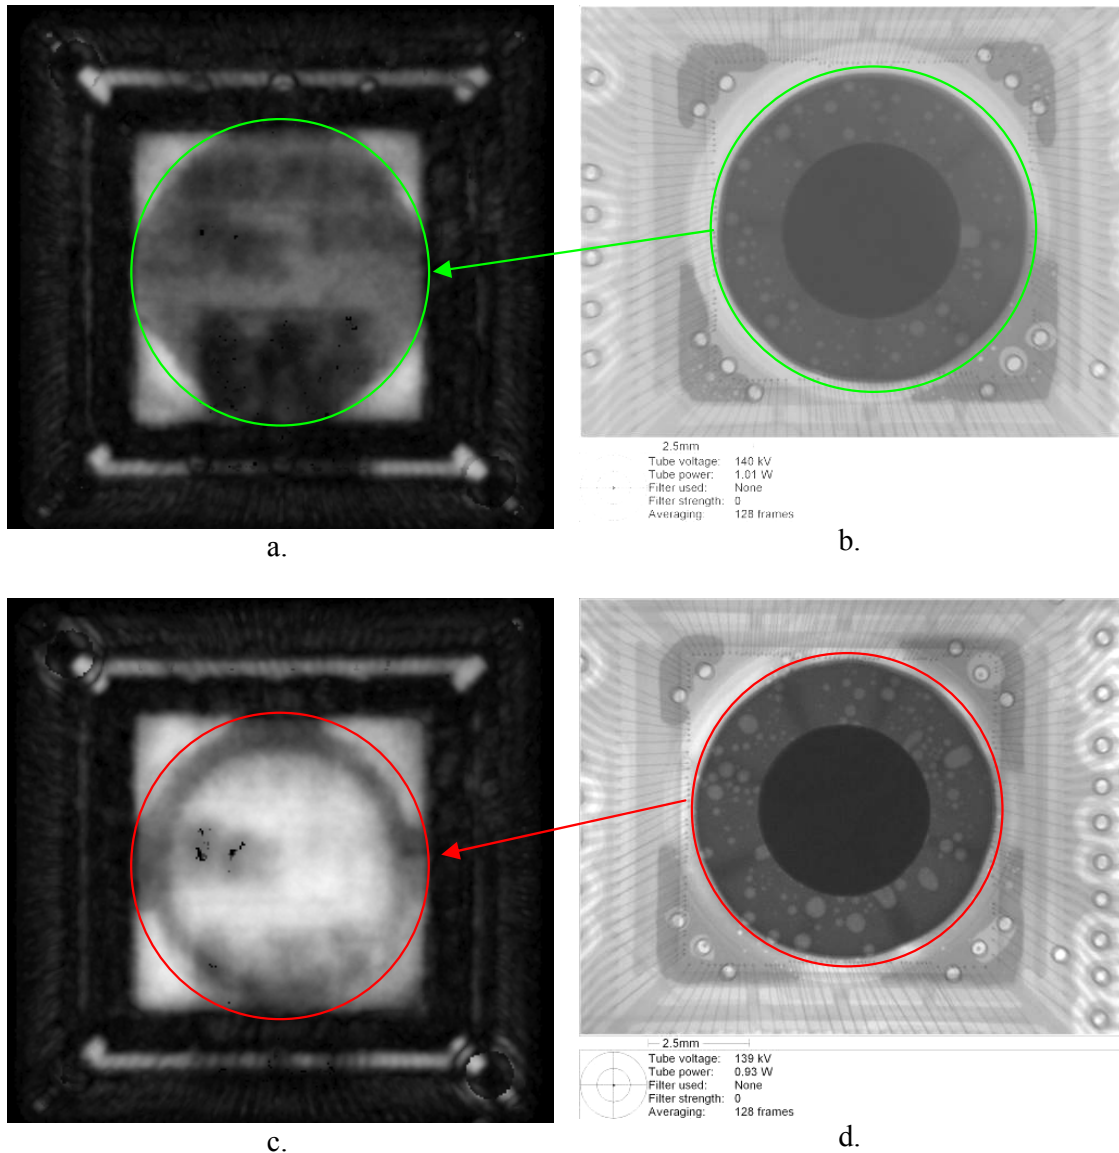 2.5mm
Tube voltage: 140 kV
Tube power: 1.01 W
Filter used: None
Filter strength: 0
Averaging: 128 frames
a.
b.
2.5mm
Tube voltage: 139 kV
Tube power: 0.93 W
Filter used: None
Filter strength: 0
Averaging: 128 frames
c.
d.